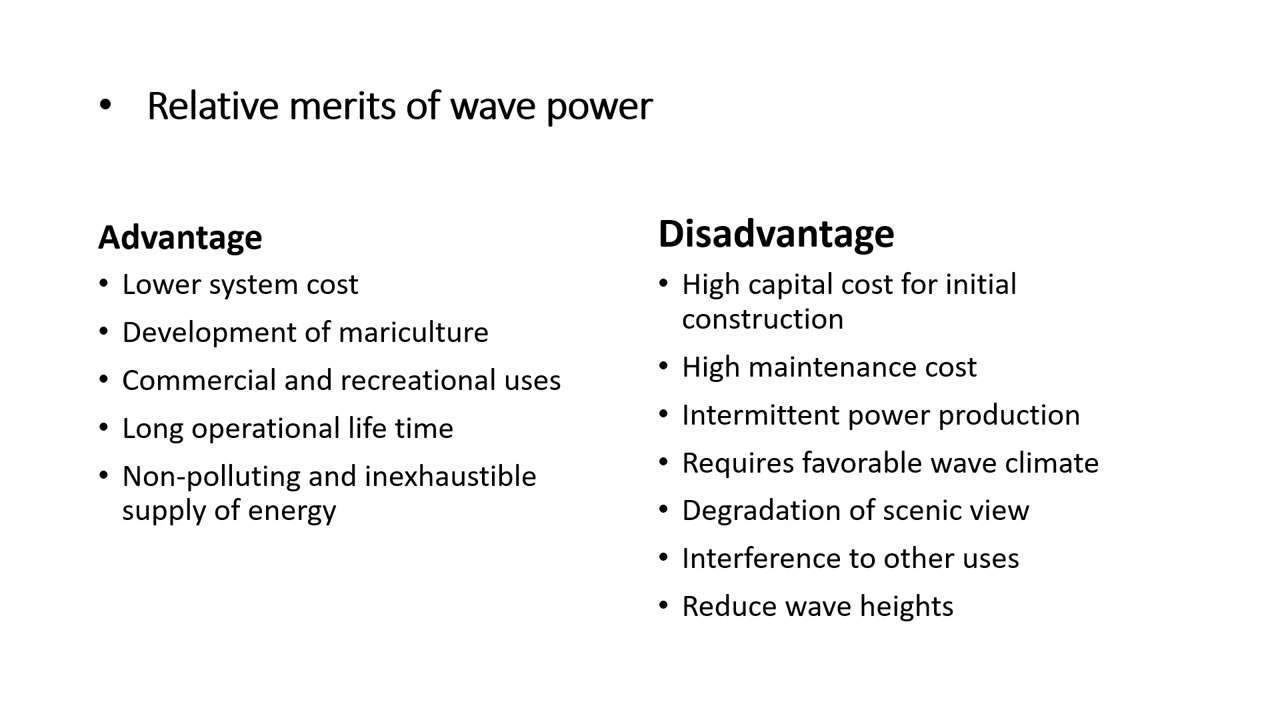 • Relative merits of wave power
Advantage
• Lower system cost
• Development of mariculture
• Commercial and recreational uses
• Long operational life time
• Non-polluting and inexhaustible
supply of energy
Disadvantage
• High capital cost for initial
construction
• High maintenance cost
• Intermittent power production
• Requires favorable wave climate
• Degradation of scenic view
• Interference to other uses
• Reduce wave heights